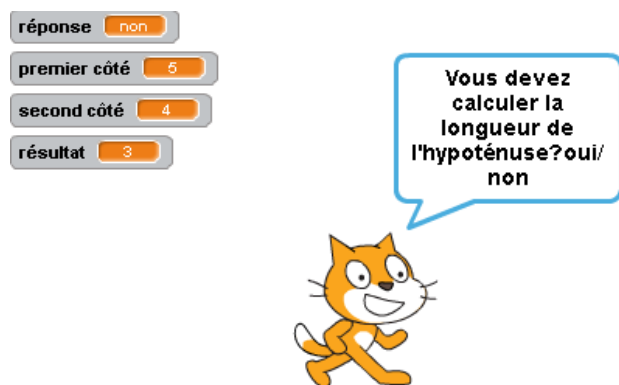 réponse non
premier côté 5
second côté 4
résultat 3
Vous devez
calculer la
longueur de
l'hypoténuse?oui/
non